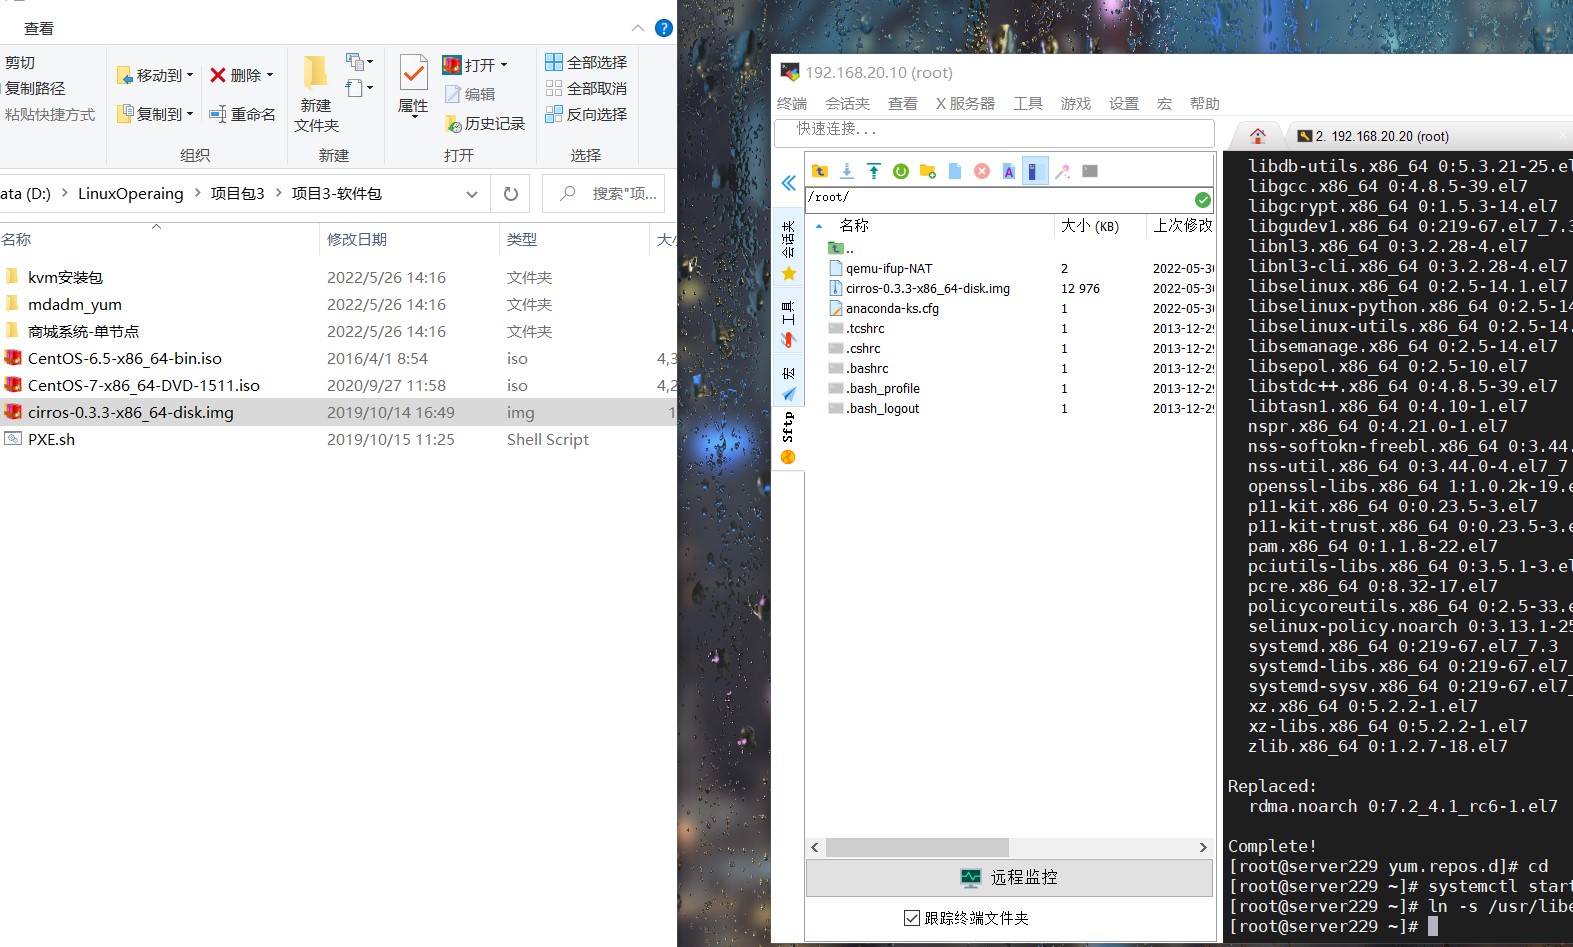 查看
剪切
复制路径
粘贴快捷方式
移动到
复制到
删除
重命名
组织
新建
文件夹
新建
属性
打开
编辑
历史记录
打开
全部选择
全部取消
反向选择
选择
ata (D:) > LinuxOperaing > 项目包3 > 项目3-软件包
搜索"项...
名称 修改日期 类型
kvm安装包 2022/5/26 14:16 文件夹
mdadm_yum 2022/5/26 14:16 文件夹
商城系统-单节点 2022/5/26 14:16 文件夹
CentOS-6.5-x86_64-bin.iso 2016/4/1 8:54 iso 4,3
CentOS-7-x86_64-DVD-1511.iso 2020/9/27 11:58 iso 4,2
cirros-0.3.3-x86_64-disk.img 2019/10/14 16:49 img 1
PXE.sh 2019/10/15 11:25 Shell Script
192.168.20.10 (root)
终端 会话夹 查看 X 服务器 工具 游戏 设置 宏 帮助
快速连接...
会话夹
工具
宏
Sftp
/root/
名称 大小 (KB) 上次修改
..
qemu-ifup-NAT 2 2022-05-30
cirros-0.3.3-x86_64-disk.img 12 976 2022-05-30
anaconda-ks.cfg 1 2022-05-30
.tcshrc 1 2013-12-29
.cshrc 1 2013-12-29
.bashrc 1 2013-12-29
.bash_profile 1 2013-12-29
.bash_logout 1 2013-12-29
远程监控
跟踪终端文件夹
2. 192.168.20.20 (root)
libdb-utils.x86_64 0:5.3.21-25.el
libgcc.x86_64 0:4.8.5-39.el7
libgcrypt.x86_64 0:1.5.3-14.el7
libgudev1.x86_64 0:219-67.el7_7.3
libnl3.x86_64 0:3.2.28-4.el7
libnl3-cli.x86_64 0:3.2.28-4.el7
libselinux.x86_64 0:2.5-14.1.el7
libselinux-python.x86_64 0:2.5-14
libselinux-utils.x86_64 0:2.5-14.
libsemanage.x86_64 0:2.5-14.el7
libsepol.x86_64 0:2.5-10.el7
libstdc++.x86_64 0:4.8.5-39.el7
libtasn1.x86_64 0:4.10-1.el7
nspr.x86_64 0:4.21.0-1.el7
nss-softokn-freebl.x86_64 0:3.44.
nss-util.x86_64 0:3.44.0-4.el7_7
openssl-libs.x86_64 1:1.0.2k-19.e
p11-kit.x86_64 0:0.23.5-3.el7
p11-kit-trust.x86_64 0:0.23.5-3.e
pam.x86_64 0:1.1.8-22.el7
pciutils-libs.x86_64 0:3.5.1-3.el
pcre.x86_64 0:8.32-17.el7
policycoreutils.x86_64 0:2.5-33.e
selinux-policy.noarch 0:3.13.1-25
systemd.x86_64 0:219-67.el7_7.3
systemd-libs.x86_64 0:219-67.el7_
systemd-sysv.x86_64 0:219-67.el7_
xz.x86_64 0:5.2.2-1.el7
xz-libs.x86_64 0:5.2.2-1.el7
zlib.x86_64 0:1.2.7-18.el7
Replaced:
rdma.noarch 0:7.2_4.1_rc6-1.el7
Complete!
[root@server229 yum.repos.d]# cd
[root@server229 ~]# systemctl start
[root@server229 ~]# ln -s /usr/libe
[root@server229 ~]#